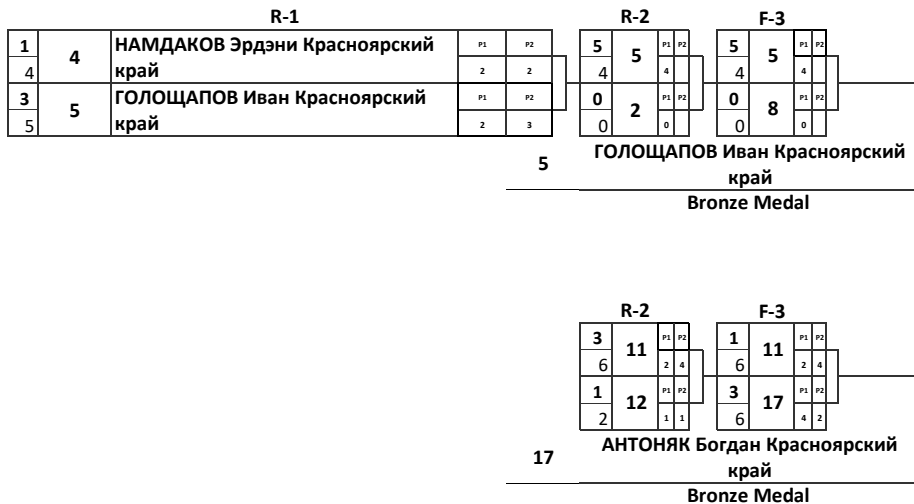 R-1 R-2 F-3
1 НАМДАКОВ Эрдэни Красноярский P1 P2 5 P1 P2 5 P1 P2
4 5 5
4 край 2 2 4 4 4 4
3 ГОЛОЩАПОВ Иван Красноярский P1 P2 0 P1 P2 0 P1 P2
5 2 8
5 край 2 3 0 0 0 0
ГОЛОЩАПОВ Иван Красноярский
5
край
Bronze Medal
R-2 F-3
3 P1 P2 1 P1 P2
11 11
6 2 4 6 2 4
1 P1 P2 3 P1 P2
12 17
2 1 1 6 4 2
АНТОНЯК Богдан Красноярский
17
край
Bronze Medal